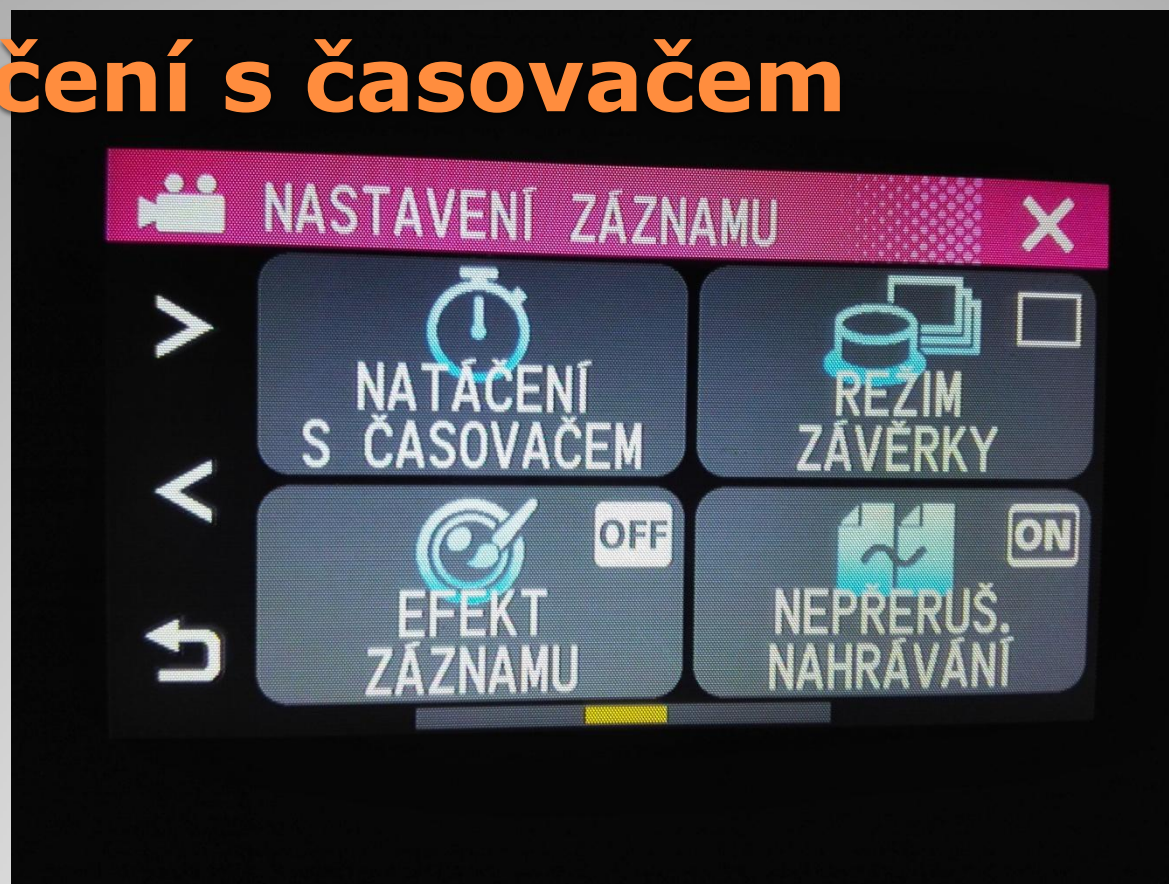 čení s časovačem
NASTAVENÍ ZÁZNAMU
NATÁČENÍ
S ČASOVAČEM
REŽIM
ZÁVĚRKY
OFF
EFEKT
ZÁZNAMU
ON
NEPŘERUŠ.
NAHRÁVÁNÍ